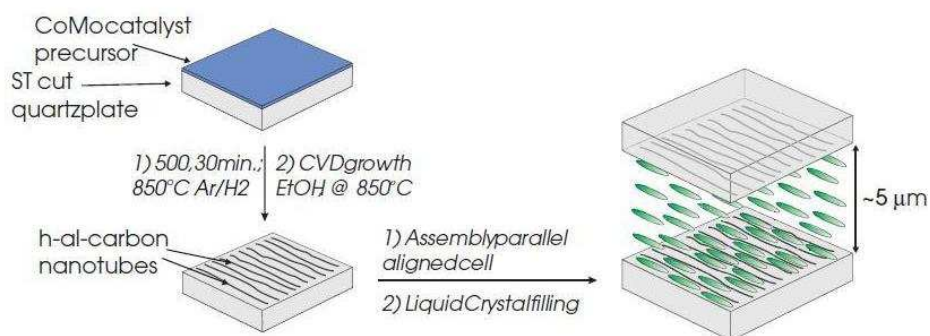 CoMocatalyst
precursor
ST cut
quartzplate
1) 500,30min.; 2) CVDgrowth
850°C Ar/H2 EtOH @ 850°C
h-al-carbon
nanotubes
1) Assemblyparallel
alignedcell
2) LiquidCrystalfilling
~5 μm